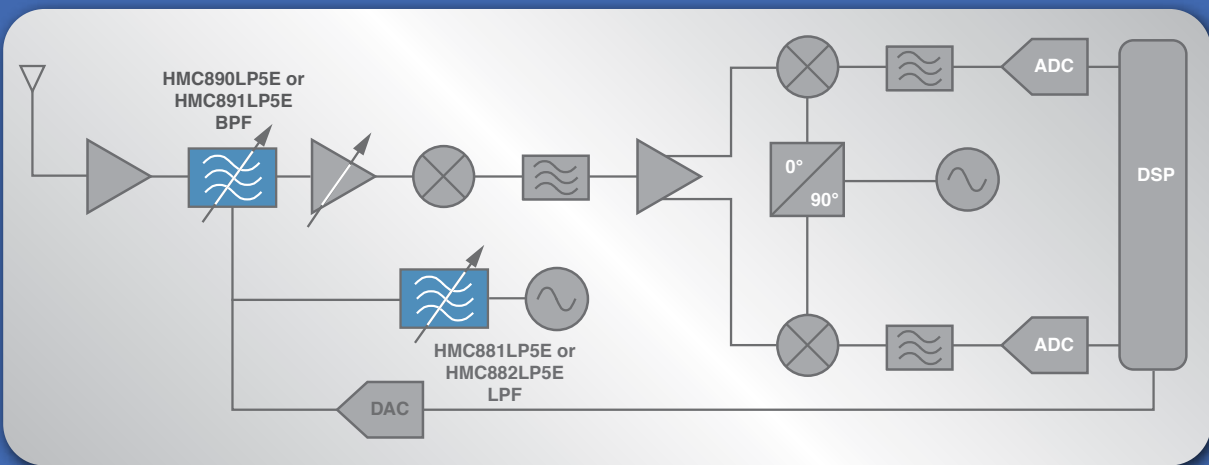 HMC890LP5E or
HMC891LP5E
BPF
ADC
0°
90°
DSP
HMC881LP5E or
HMC882LP5E
LPF
ADC
DAC